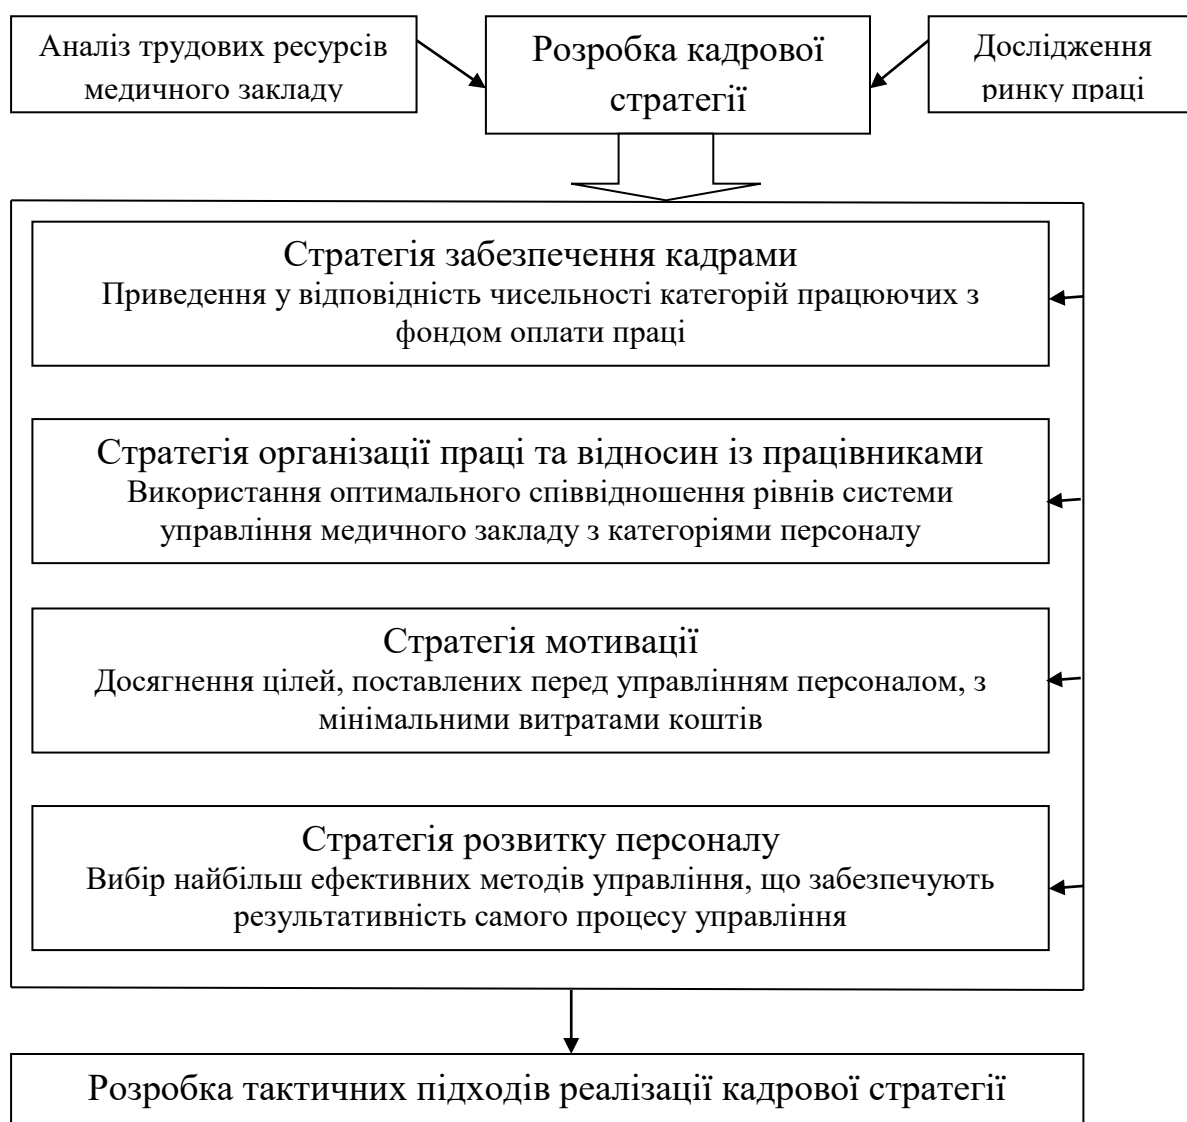 Аналіз трудових ресурсів
медичного закладу
Розробка кадрової
стратегії
Дослідження
ринку праці
Стратегія забезпечення кадрами
Приведення у відповідність чисельності категорій працюючих з
фондом оплати праці
Стратегія організації праці та відносин із працівниками
Використання оптимального співвідношення рівнів системи
управління медичного закладу з категоріями персоналу
Стратегія мотивації
Досягнення цілей, поставлених перед управлінням персоналом, з
мінімальними витратами коштів
Стратегія розвитку персоналу
Вибір найбільш ефективних методів управління, що забезпечують
результативність самого процесу управління
Розробка тактичних підходів реалізації кадрової стратегії